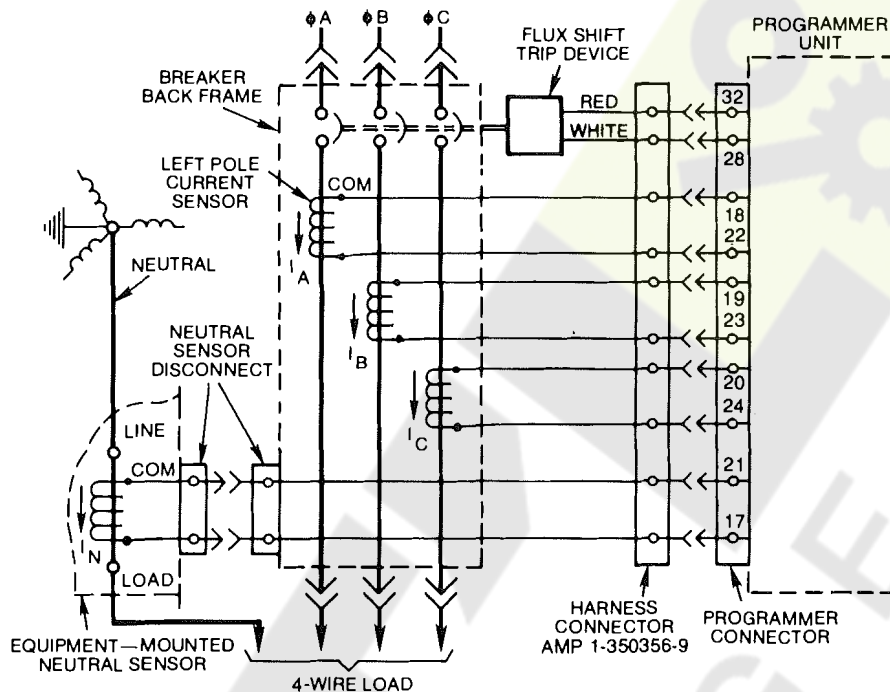 ϕA
ϕB
ϕC
FLUX SHIFT
TRIP DEVICE
PROGRAMMER
UNIT
BREAKER
BACK FRAME
RED
WHITE
32
28
LEFT POLE
CURRENT
SENSOR
COM
18
22
I A
NEUTRAL
19
23
I B
NEUTRAL
SENSOR
DISCONNECT
20
24
I C
LINE
COM
21
17
I N
LOAD
EQUIPMENT—MOUNTED
NEUTRAL SENSOR
4-WIRE LOAD
HARNESS
CONNECTOR
AMP 1-350356-9
PROGRAMMER
CONNECTOR